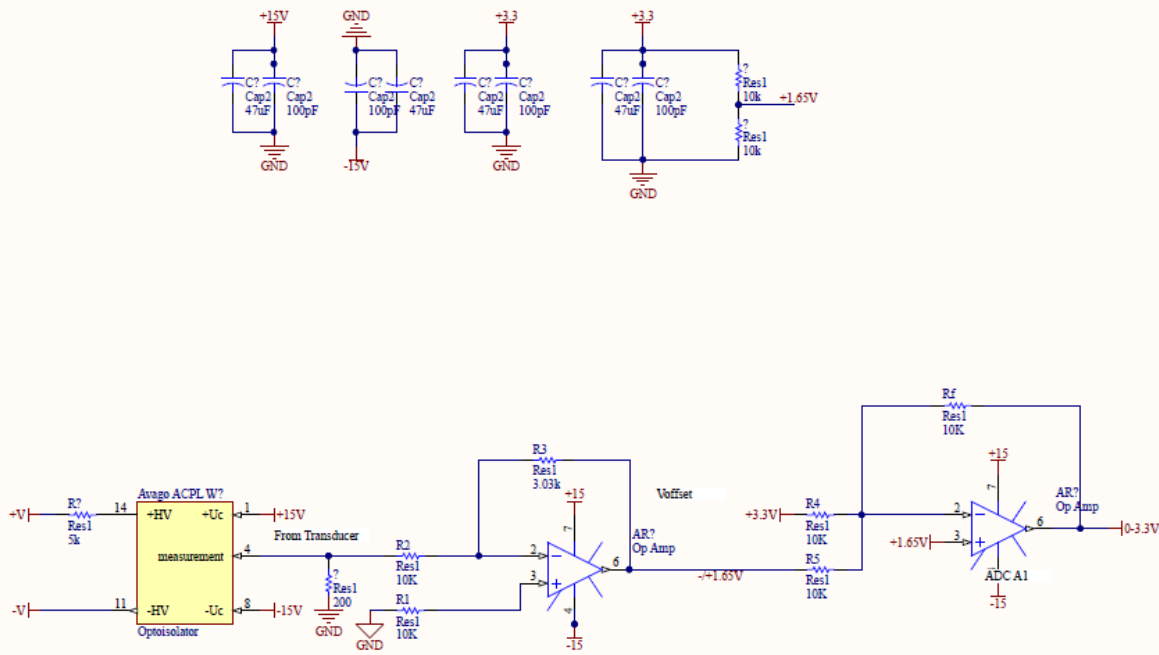 +15V
C?
Cap2
47uF
C?
Cap2
100pF
GND
GND
C?
Cap2
100pF
C?
Cap2
47uF
-15V
+3.3
C?
Cap2
47uF
C?
Cap2
100pF
GND
+3.3
C?
Cap2
47uF
C?
Cap2
100pF
GND
?
Res1
10k
+1.65V
?
Res1
10k
+V
R?
Res1
5k
-V
Avago ACPL W?
14
+HV
+Uc
1
+15V
measurement
4
11
-HV
-Uc
8
-15V
Optoisolator
From Transducer
?
Res1
200
GND
R2
Res1
10K
R1
Res1
10K
GND
R3
Res1
3.03k
+15
7
2
3
6
4
-15
AR?
Op Amp
Voffset
-/+1.65V
+3.3V
R4
Res1
10K
R5
Res1
10K
Rf
Res1
10K
+15
7
2
+1.65V
3
6
AR?
Op Amp
0-3.3V
ADC A1
-15